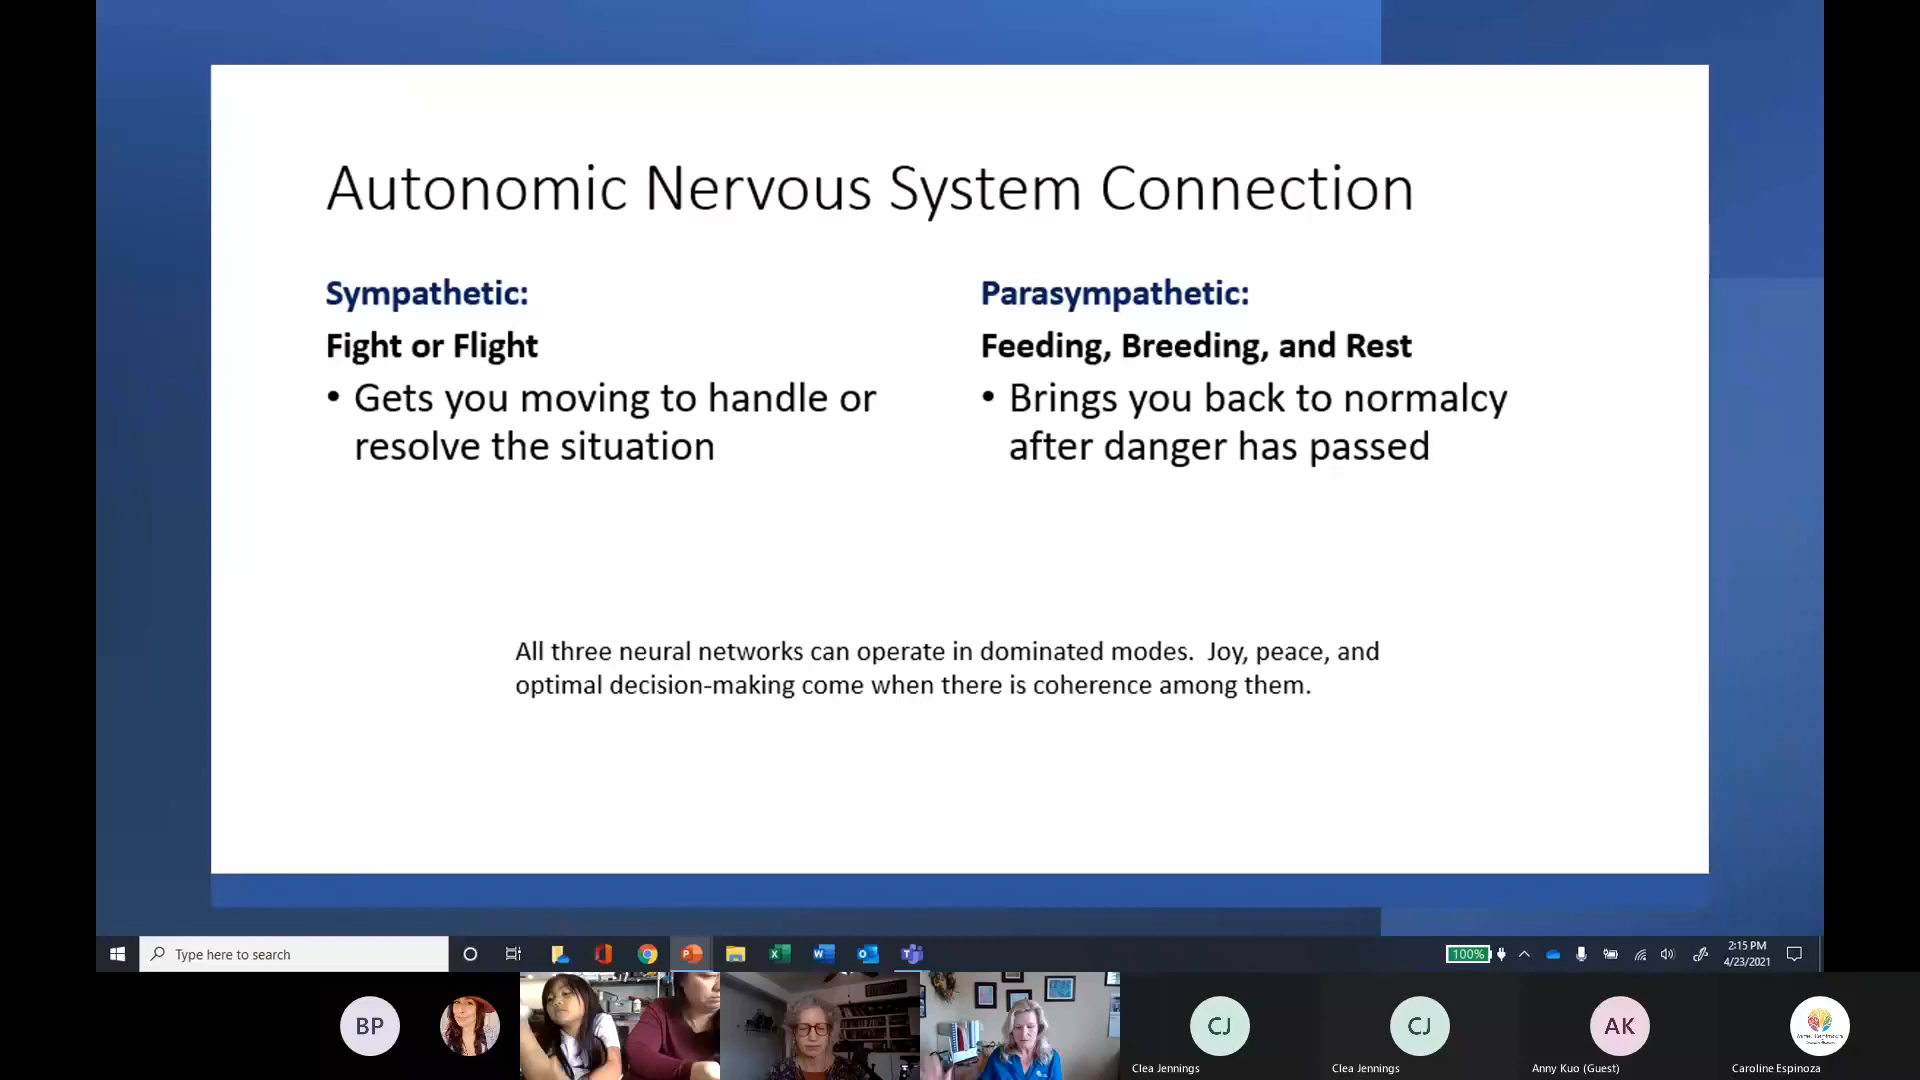 Autonomic Nervous System Connection
Sympathetic:
Fight or Flight
• Gets you moving to handle or
resolve the situation
Parasympathetic:
Feeding, Breeding, and Rest
• Brings you back to normalcy
after danger has passed
All three neural networks can operate in dominated modes.  Joy, peace, and
optimal decision-making come when there is coherence among them.
Type here to search
100%
2:15 PM
4/23/2021
BP
CJ
Clea Jennings
CJ
Clea Jennings
AK
Anny Kuo (Guest)
Caroline Espinoza